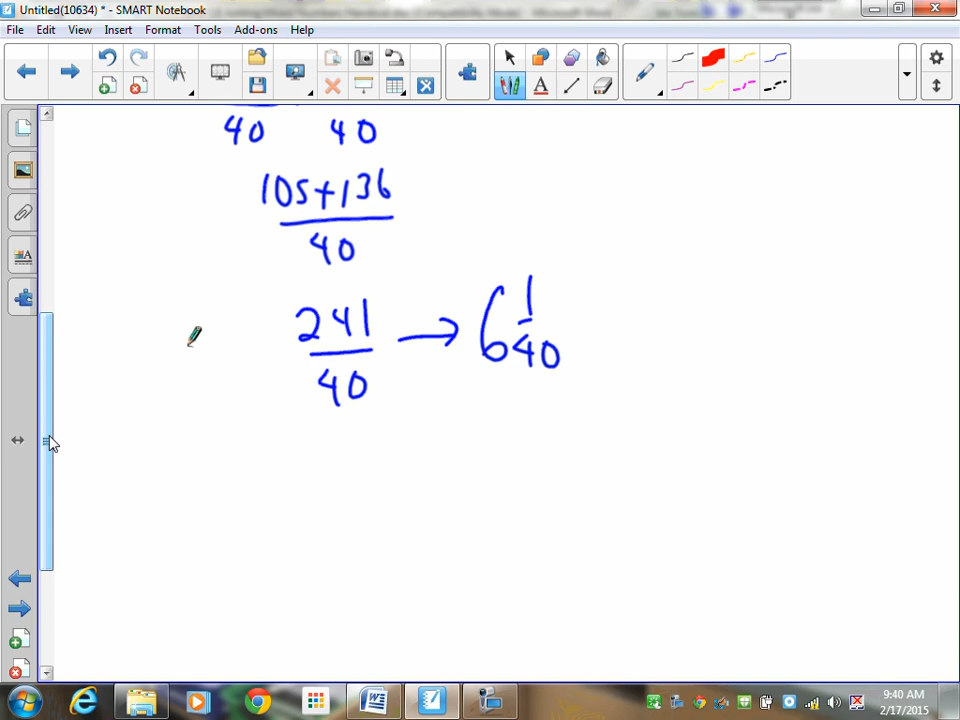 Untitled(10634) * - SMART Notebook
File Edit View Insert Format Tools Add-ons Help
40 40
105+136
40
241 → 6 1
40 40
9:40 AM
2/17/2015